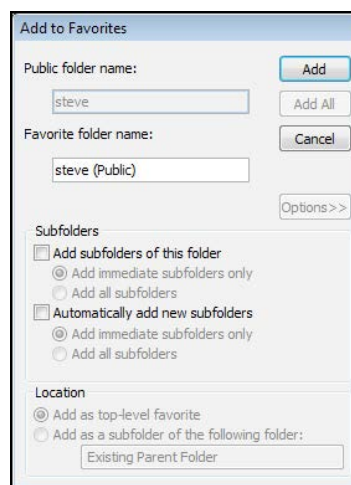 Add to Favorites
Public folder name:
Add
steve
Add All
Favorite folder name:
Cancel
steve (Public)
Options>>
Subfolders
Add subfolders of this folder
Add immediate subfolders only
Add all subfolders
Automatically add new subfolders
Add immediate subfolders only
Add all subfolders
Location
Add as top-level favorite
Add as a subfolder of the following folder:
Existing Parent Folder